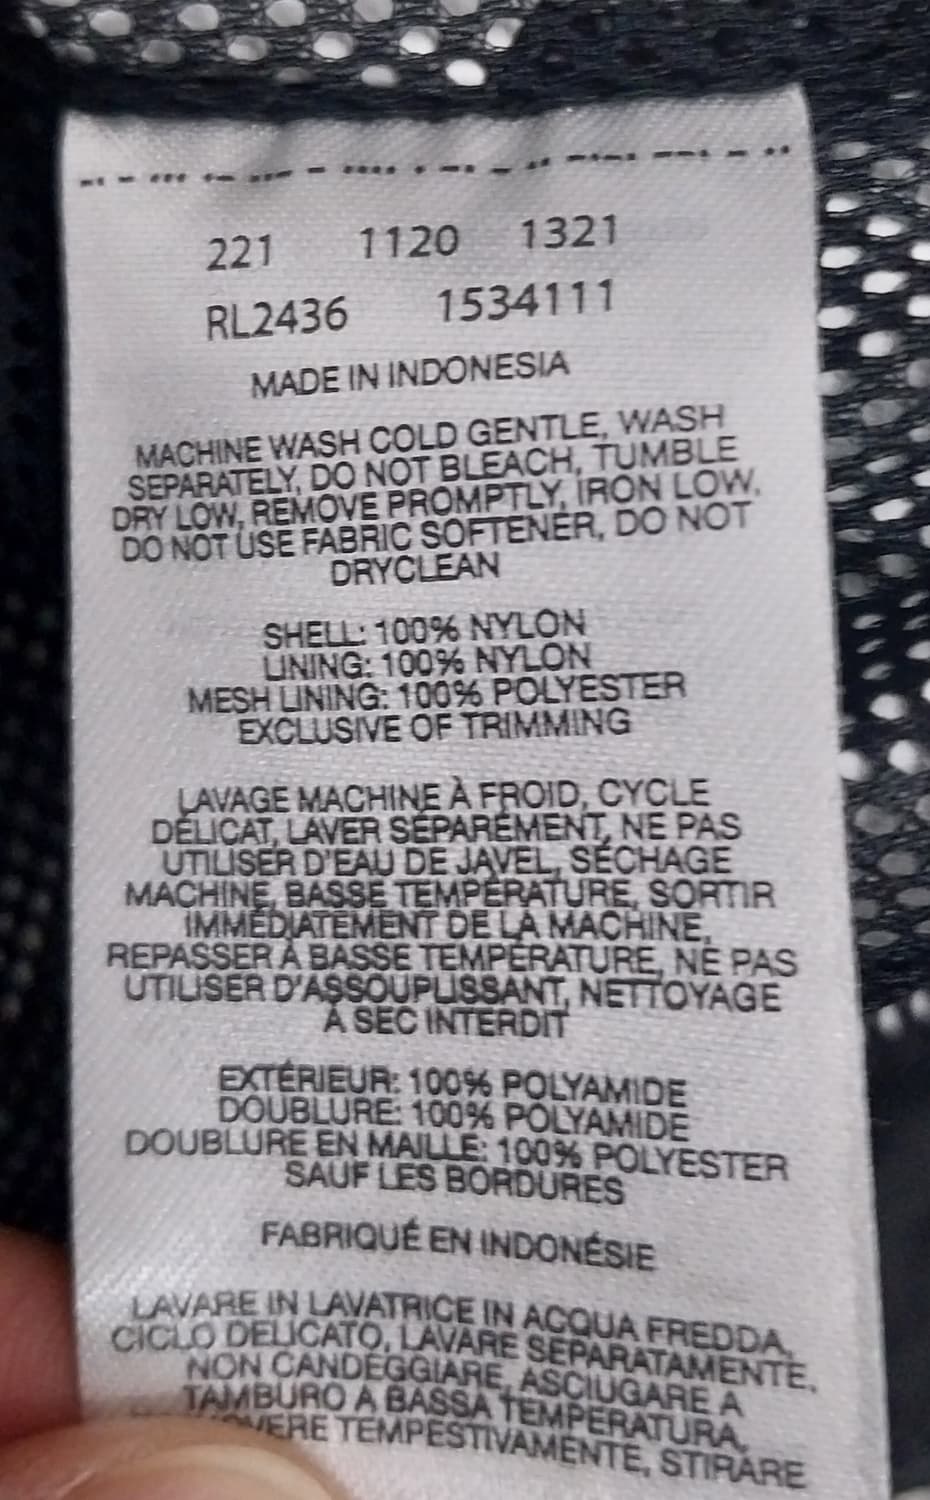 221 1120 1321
RL2436 1534111
MADE IN INDONESIA
MACHINE WASH COLD GENTLE, WASH
SEPARATELY, DO NOT BLEACH, TUMBLE
DRY LOW, REMOVE PROMPTLY, IRON LOW,
DO NOT USE FABRIC SOFTENER, DO NOT
DRYCLEAN
SHELL: 100% NYLON
LINING: 100% NYLON
MESH LINING: 100% POLYESTER
EXCLUSIVE OF TRIMMING
LAVAGE MACHINE À FROID, CYCLE
DÉLICAT, LAVER SÉPARÉMENT, NE PAS
UTILISER D'EAU DE JAVEL, SÉCHAGE
MACHINE, BASSE TEMPÉRATURE, SORTIR
IMMÉDIATEMENT DE LA MACHINE,
REPASSER À BASSE TEMPÉRATURE, NE PAS
UTILISER D'ASSOUPLISSANT, NETTOYAGE
À SEC INTERDIT
EXTÉRIEUR: 100% POLYAMIDE
DOUBLURE: 100% POLYAMIDE
DOUBLURE EN MAILLE: 100% POLYESTER
SAUF LES BORDURES
FABRIQUÉ EN INDONÉSIE
LAVARE IN LAVATRICE IN ACQUA FREDDA,
CICLO DELICATO, LAVARE SEPARATAMENTE,
NON CANDEGGIARE, ASCIUGARE A
TAMBURO A BASSA TEMPERATURA,
TEMPESTIVAMENTE, STIRARE